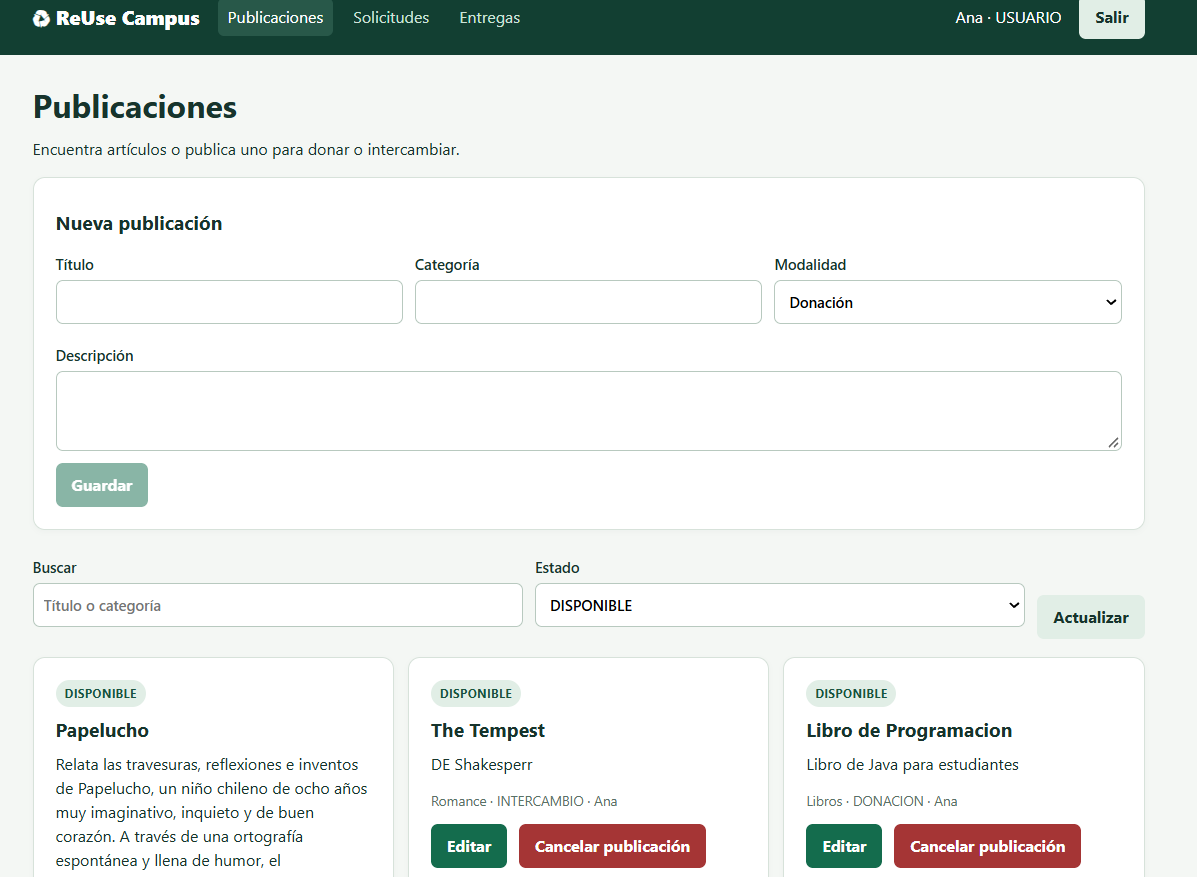 ReUse Campus Publicaciones Solicitudes Entregas Ana · USUARIO Salir
Publicaciones
Encuentra artículos o publica uno para donar o intercambiar.
Nueva publicación
Título Categoría Modalidad
Donación
Descripción
Guardar
Buscar Estado
Título o categoría DISPONIBLE Actualizar
DISPONIBLE
Papelucho
Relata las travesuras, reflexiones e inventos
de Papelucho, un niño chileno de ocho años
muy imaginativo, inquieto y de buen
corazón. A través de una ortografía
espontánea y llena de humor, el
DISPONIBLE
The Tempest
DE Shakesperr
Romance · INTERCAMBIO · Ana
Editar Cancelar publicación
DISPONIBLE
Libro de Programacion
Libro de Java para estudiantes
Libros · DONACION · Ana
Editar Cancelar publicación